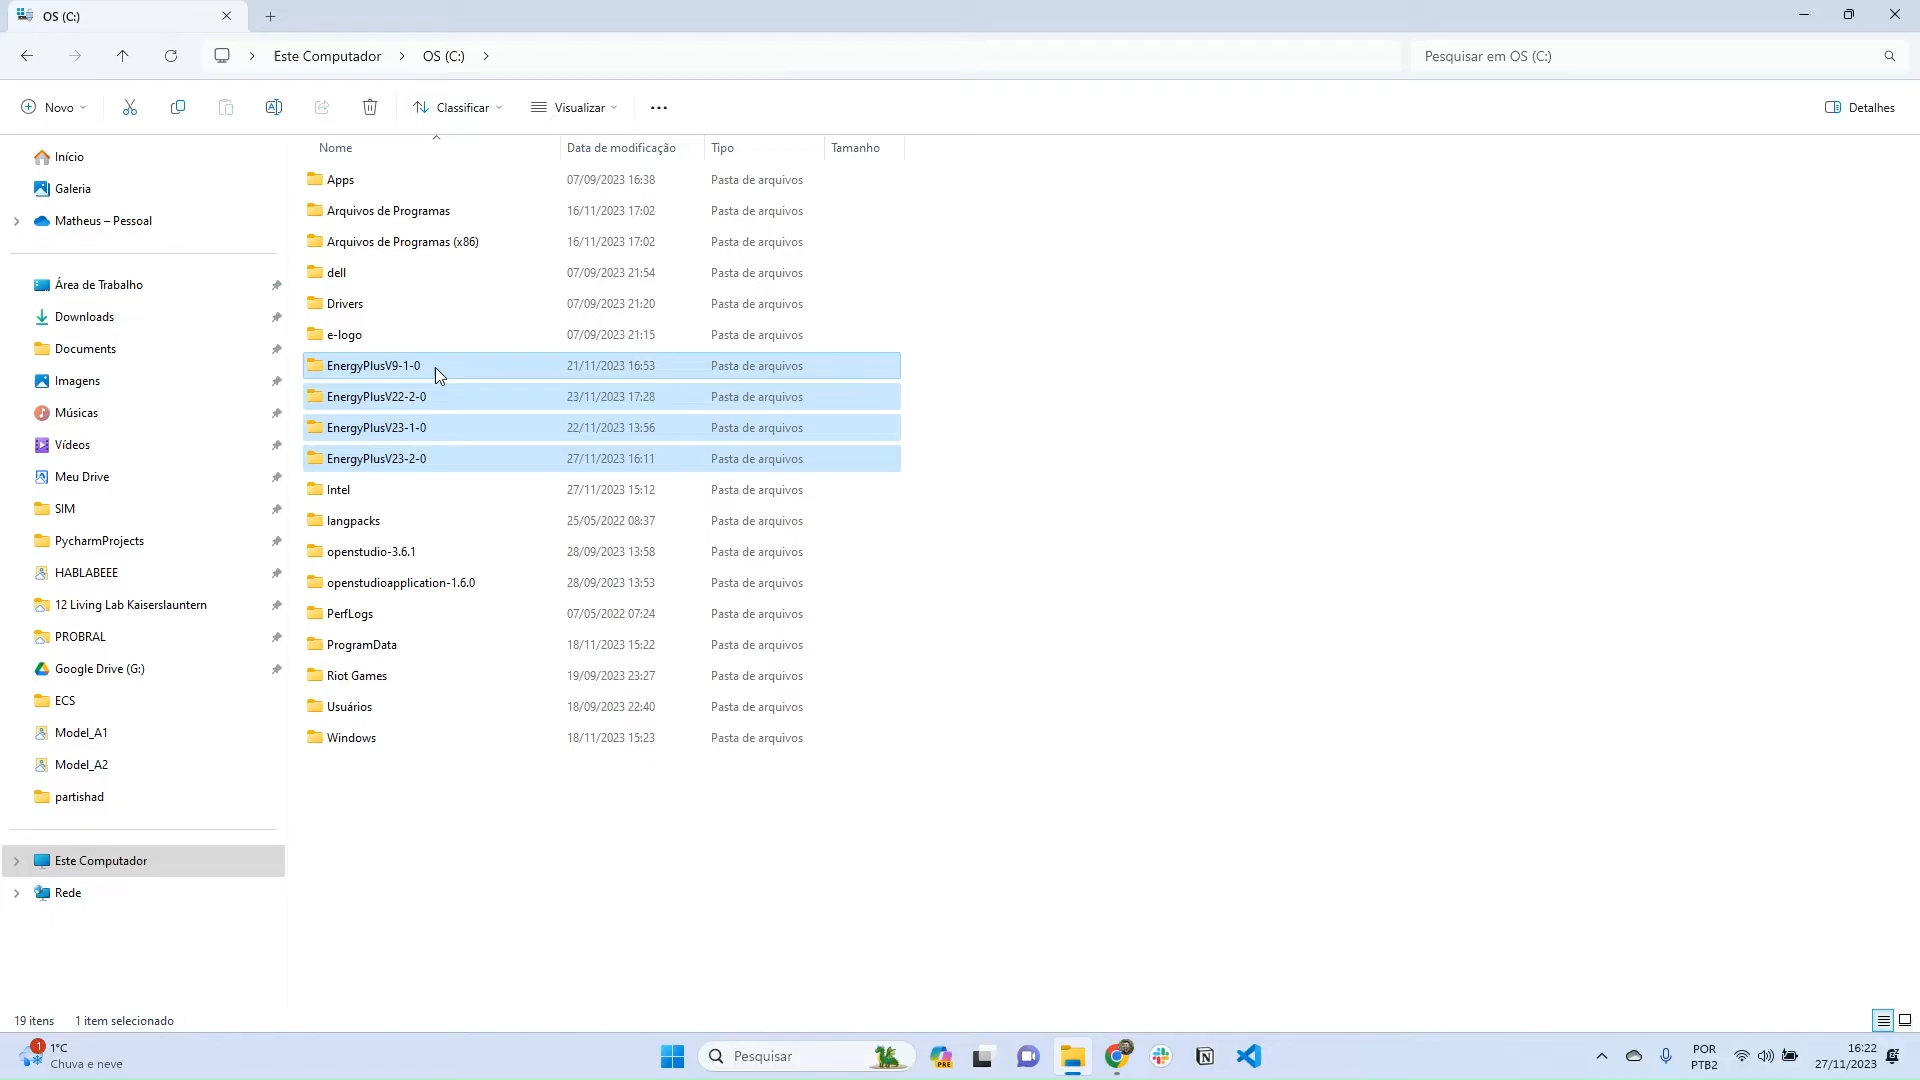 OS (C:)
Este Computador > OS (C:) >
Pesquisar em OS (C:)
Novo
Classificar
Visualizar
Detalhes
Nome Data de modificação Tipo Tamanho
Início
Galeria
Matheus – Pessoal
Área de Trabalho
Downloads
Documents
Imagens
Músicas
Vídeos
Meu Drive
SIM
PycharmProjects
HABLABEEE
12 Living Lab Kaiserslauntern
PROBRAL
Google Drive (G:)
ECS
Model_A1
Model_A2
partishad
Este Computador
Rede
Apps 07/09/2023 16:38 Pasta de arquivos
Arquivos de Programas 16/11/2023 17:02 Pasta de arquivos
Arquivos de Programas (x86) 16/11/2023 17:02 Pasta de arquivos
dell 07/09/2023 21:54 Pasta de arquivos
Drivers 07/09/2023 21:20 Pasta de arquivos
e-logo 07/09/2023 21:15 Pasta de arquivos
EnergyPlusV9-1-0 21/11/2023 16:53 Pasta de arquivos
EnergyPlusV22-2-0 23/11/2023 17:28 Pasta de arquivos
EnergyPlusV23-1-0 22/11/2023 13:56 Pasta de arquivos
EnergyPlusV23-2-0 27/11/2023 16:11 Pasta de arquivos
Intel 27/11/2023 15:12 Pasta de arquivos
langpacks 25/05/2022 08:37 Pasta de arquivos
openstudio-3.6.1 28/09/2023 13:58 Pasta de arquivos
openstudioapplication-1.6.0 28/09/2023 13:53 Pasta de arquivos
PerfLogs 07/05/2022 07:24 Pasta de arquivos
ProgramData 18/11/2023 15:22 Pasta de arquivos
Riot Games 19/09/2023 23:27 Pasta de arquivos
Usuários 18/09/2023 22:40 Pasta de arquivos
Windows 18/11/2023 15:23 Pasta de arquivos
19 itens 1 item selecionado
1
1°C
Chuva e neve
Pesquisar
PRE
POR
PTB2
16:22
27/11/2023